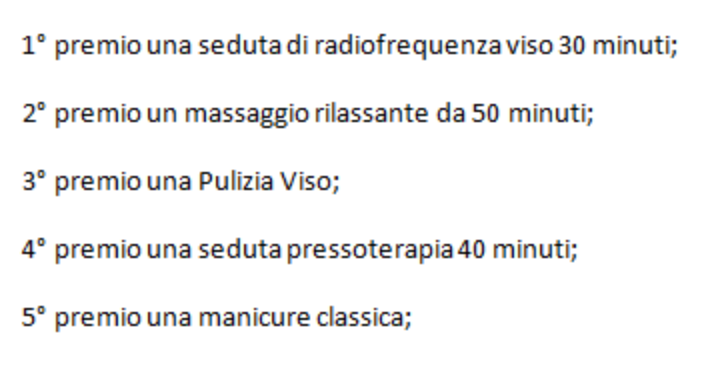 1° premio una seduta di radiofrequenza viso 30 minuti;
2° premio un massaggio rilassante da 50 minuti;
3° premio una Pulizia Viso;
4° premio una seduta pressoterapia 40 minuti;
5° premio una manicure classica;